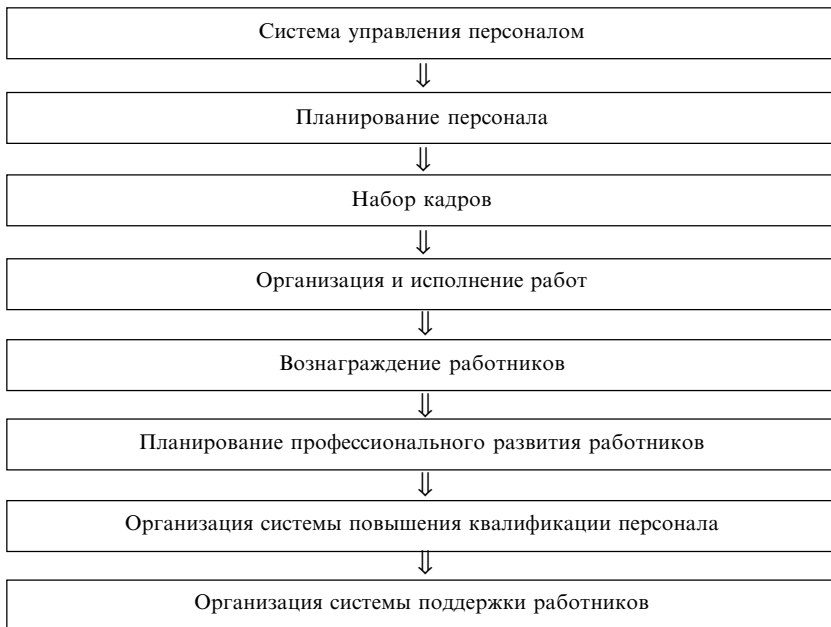 Система управления персоналом
⇓
Планирование персонала
⇓
Набор кадров
⇓
Организация и исполнение работ
⇓
Вознаграждение работников
⇓
Планирование профессионального развития работников
⇓
Организация системы повышения квалификации персонала
⇓
Организация системы поддержки работников